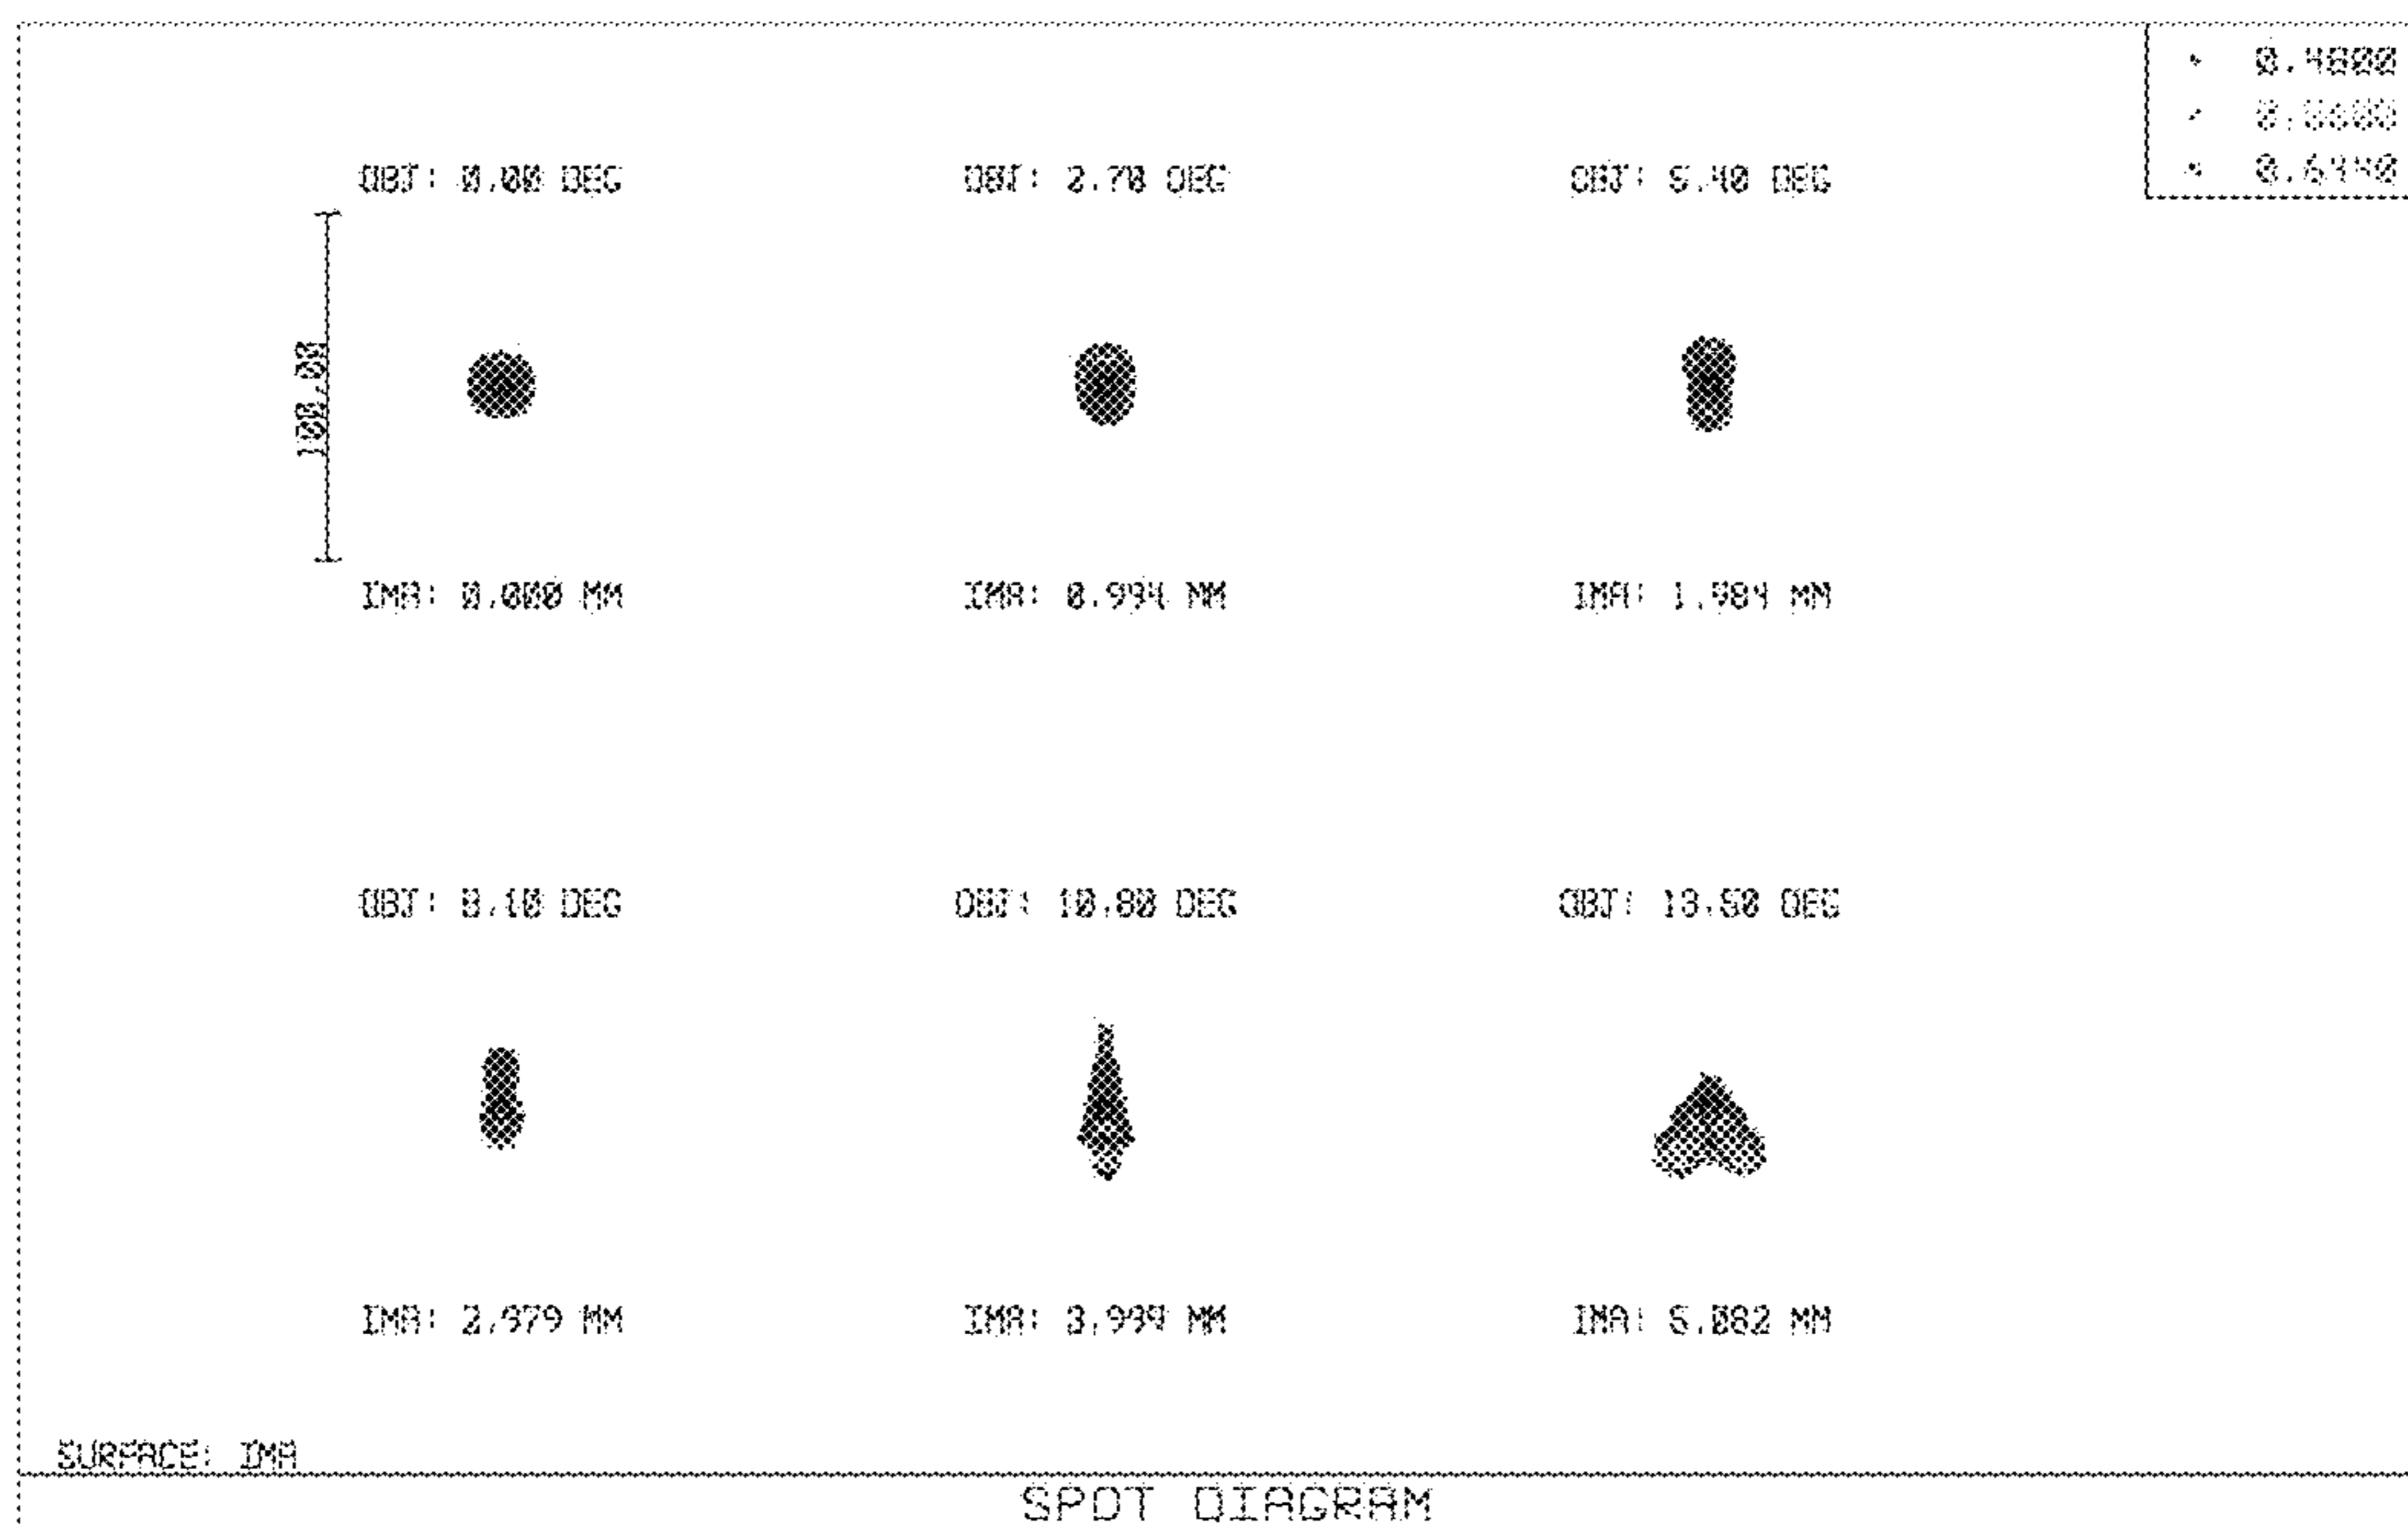 0.4800
0.6440
OBJ: 0.00 DEG
OBJ: 2.70 DEG
OBJ: 5.40 DEG
100.00
IMA: 0.000 MM
IMA: 0.994 MM
IMA: 1.984 MM
OBJ: 8.10 DEG
OBJ: 10.80 DEG
OBJ: 13.50 DEG
IMA: 2.979 MM
IMA: 3.994 MM
IMA: 5.082 MM
SURFACE: IMA
SPOT DIAGRAM